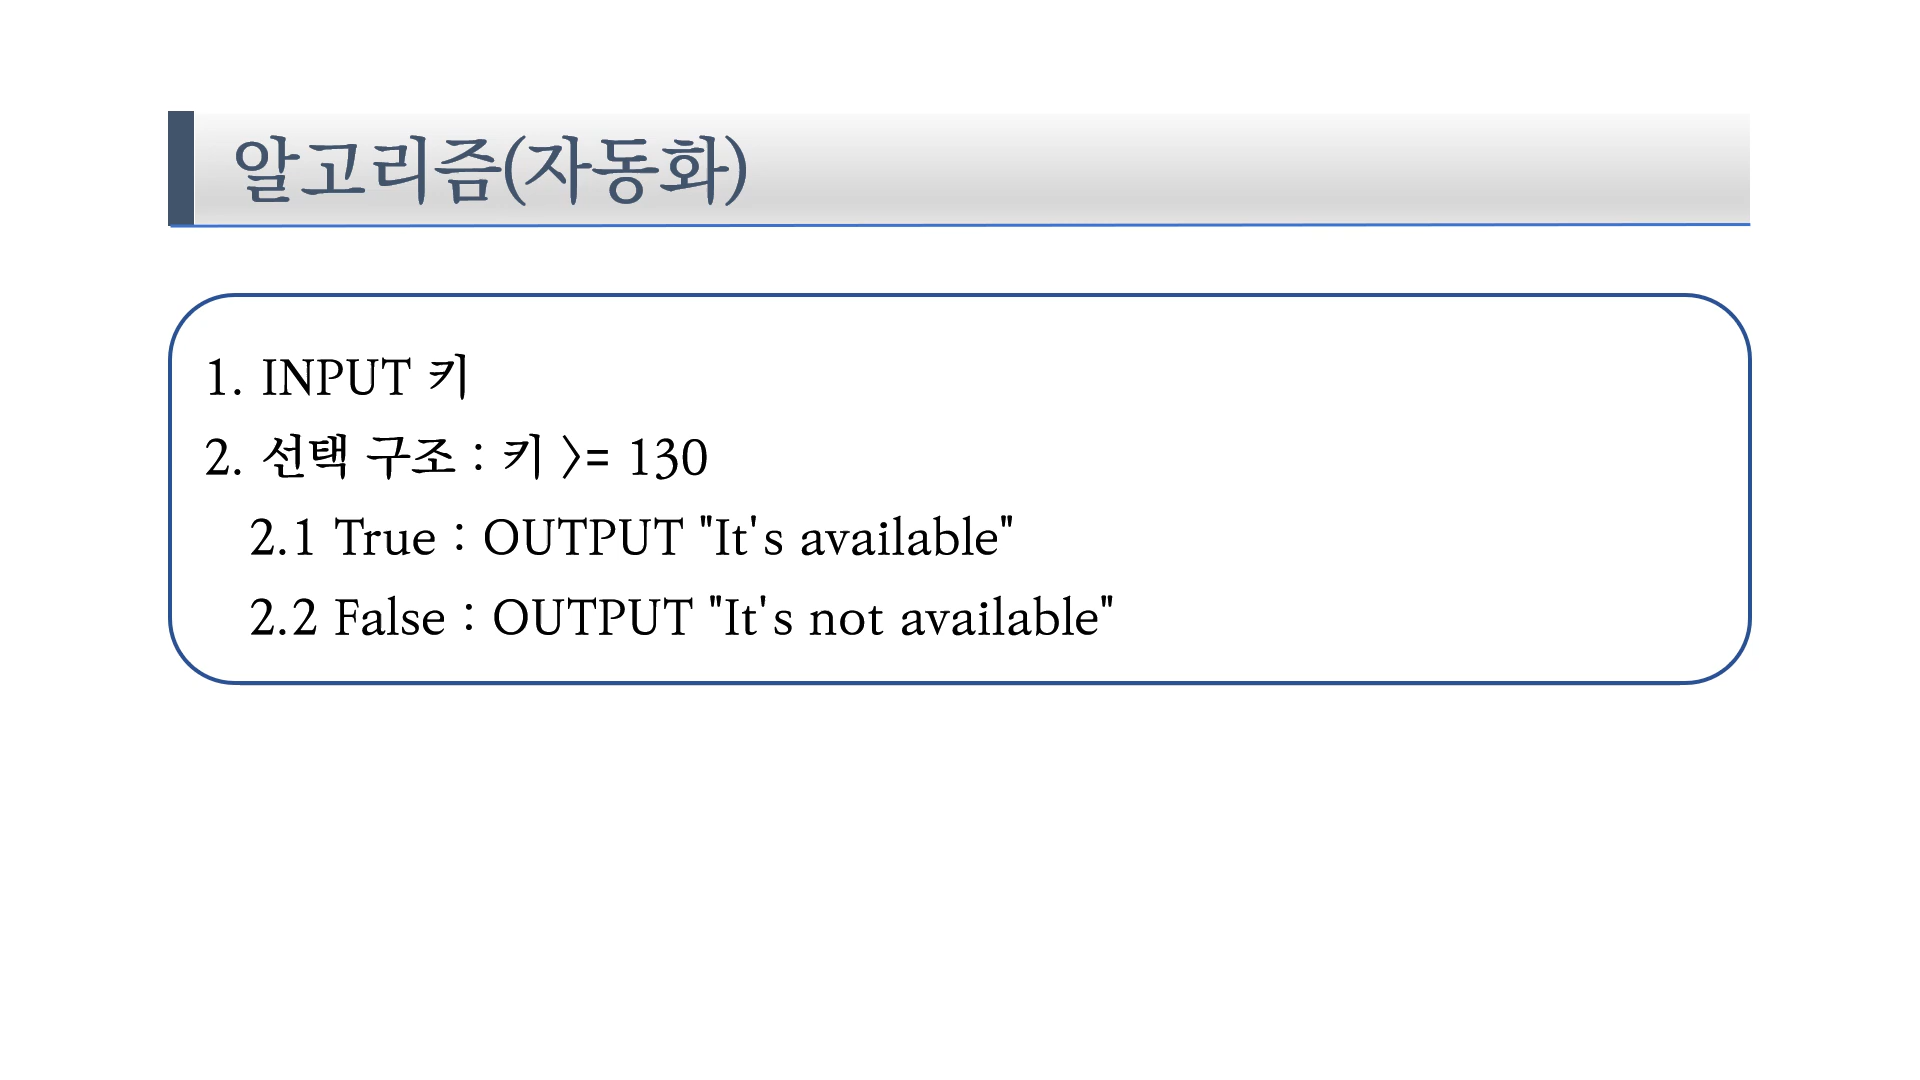 알고리즘(자동화)
1. INPUT 키
2. 선택 구조 : 키 >= 130
2.1 True : OUTPUT "It's available"
2.2 False : OUTPUT "It's not available"